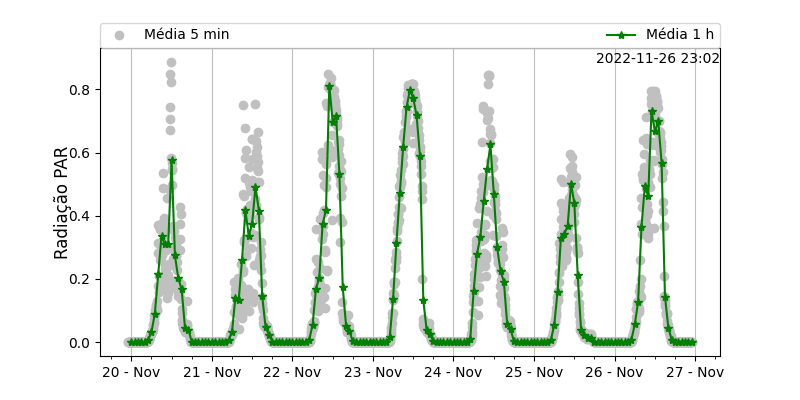 Média 5 min
Média 1 h
2022-11-26 23:02
Radiação PAR
0.8
0.6
0.4
0.2
0.0
20 - Nov
21 - Nov
22 - Nov
23 - Nov
24 - Nov
25 - Nov
26 - Nov
27 - Nov